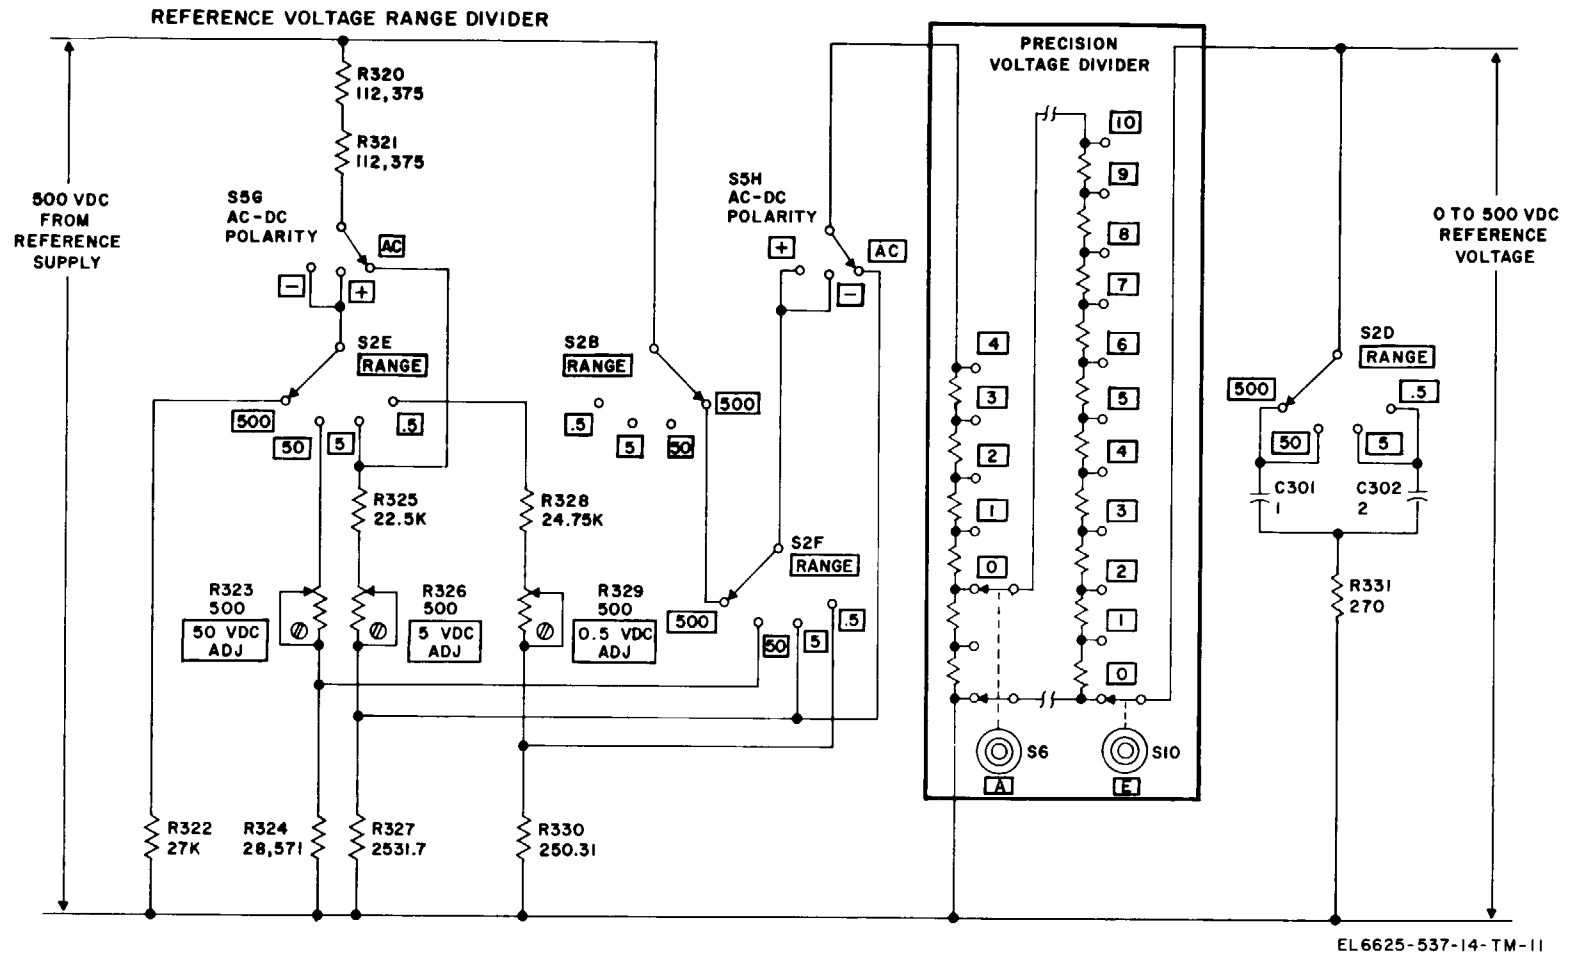 REFERENCE VOLTAGE RANGE DIVIDER
500 VDC
FROM
REFERENCE
SUPPLY
R320
112,375
R321
112,375
S5G
AC-DC
POLARITY
AC
−
+
S2E
RANGE
500
50
5
.5
R325
22.5K
R328
24.75K
R323
500
50 VDC
ADJ
R326
500
5 VDC
ADJ
R329
500
0.5 VDC
ADJ
R322
27K
R324
28,571
R327
2531.7
R330
250.31
S2B
RANGE
.5
5
50
500
S5H
AC-DC
POLARITY
+
AC
−
S2F
RANGE
500
50
5
.5
PRECISION
VOLTAGE DIVIDER
4
3
2
1
0
10
9
8
7
6
5
4
3
2
1
0
S6
A
S10
E
S2D
RANGE
500
50
5
.5
C301
1
C302
2
R331
270
0 TO 500 VDC
REFERENCE
VOLTAGE
EL6625-537-14-TM-11